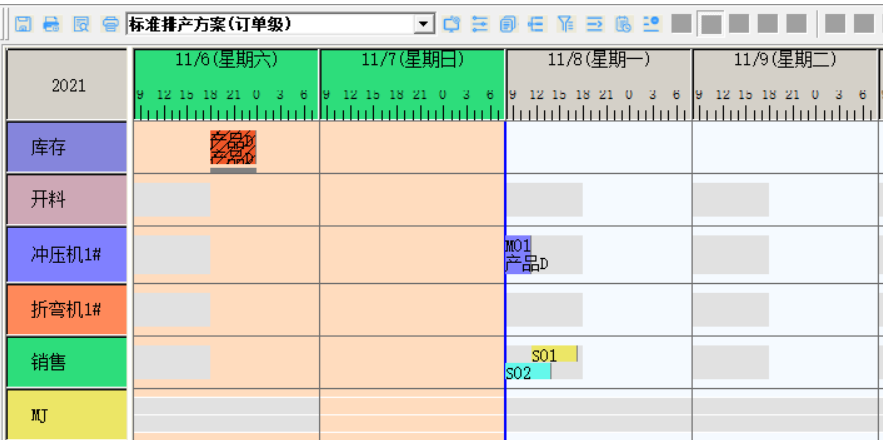 标准排产方案(订单级)
2021
11/6(星期六) 11/7(星期日) 11/8(星期一) 11/9(星期二)
9 12 15 18 21 0 3 6 9 12 15 18 21 0 3 6 9 12 15 18 21 0 3 6 9 12 15 18 21 0 3 6
库存
产品D
产品D
开料
冲压机1#
M01
产品D
折弯机1#
销售
S01
S02
MJ